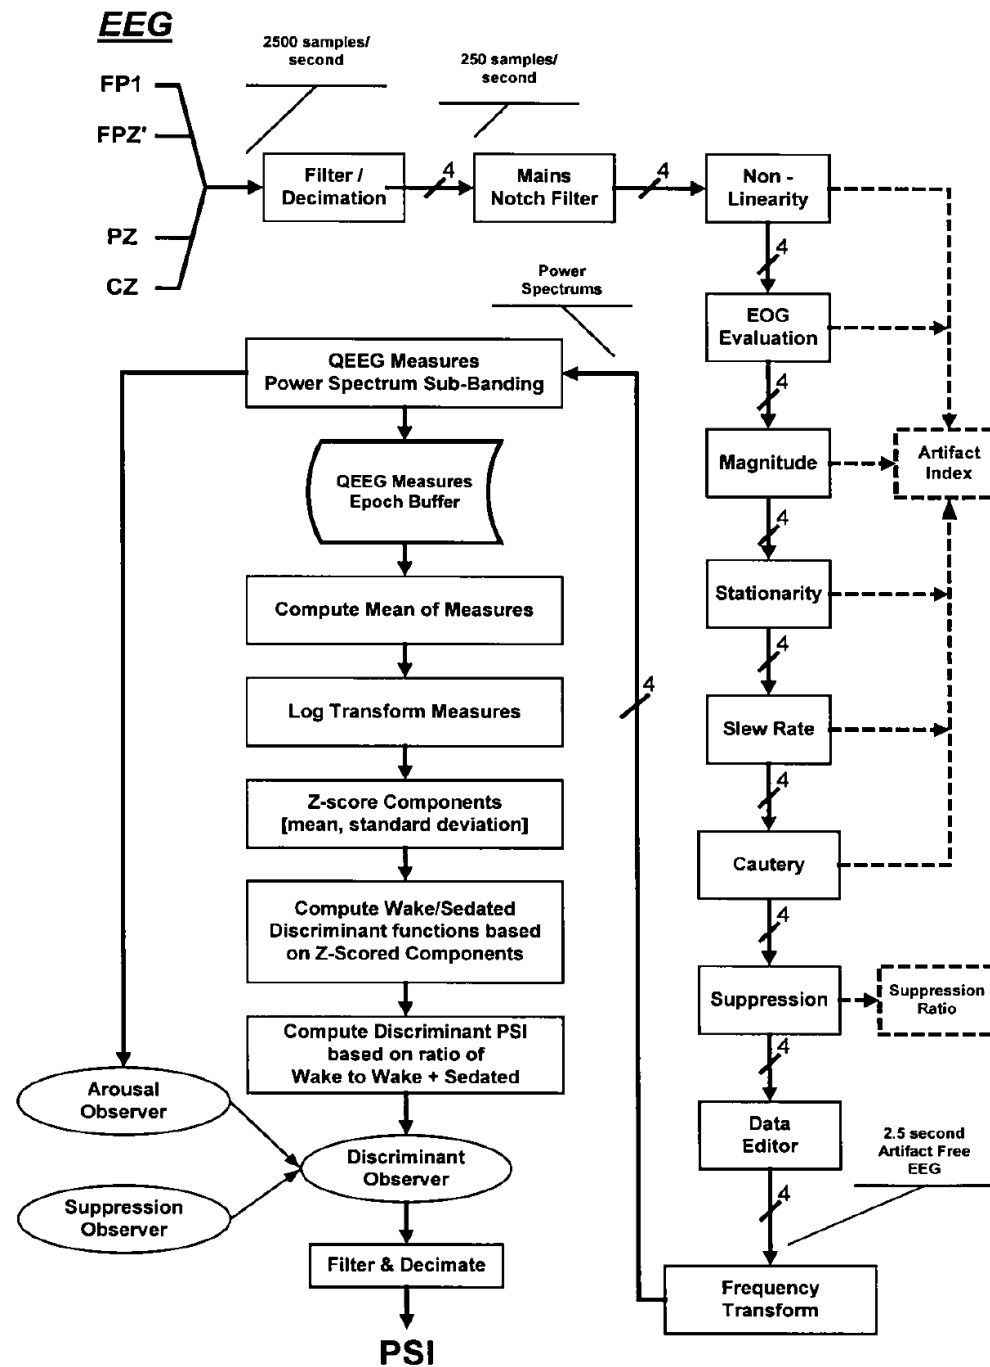 EEG
2500 samples/
second
250 samples/
second
FP1
FPZ'
PZ
CZ
Filter /
Decimation
4
Mains
Notch Filter
4
Non -
Linearity
4
EOG
Evaluation
4
Magnitude
Artifact
Index
4
Stationarity
4
Slew Rate
4
Cautery
4
Suppression
Suppression
Ratio
4
Data
Editor
2.5 second
Artifact Free
EEG
4
Frequency
Transform
4
Power
Spectrums
QEEG Measures
Power Spectrum Sub-Banding
QEEG Measures
Epoch Buffer
Compute Mean of Measures
Log Transform Measures
Z-score Components
[mean, standard deviation]
Compute Wake/Sedated
Discriminant functions based
on Z-Scored Components
Compute Discriminant PSI
based on ratio of
Wake to Wake + Sedated
Arousal
Observer
Discriminant
Observer
Suppression
Observer
Filter & Decimate
PSI